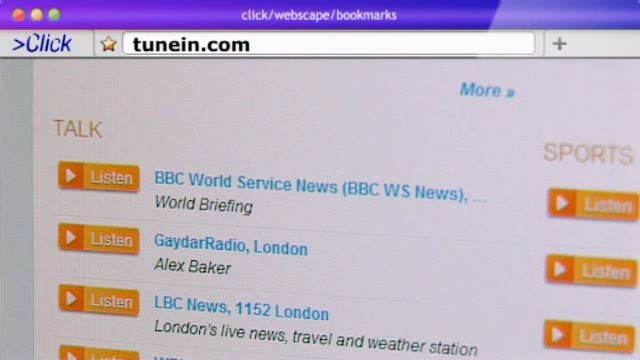 click/webscape/bookmarks
>Click
tunein.com
More »
TALK
SPORTS
Listen
BBC World Service News (BBC WS News), ...
World Briefing
Listen
Listen
GaydarRadio, London
Alex Baker
Listen
Listen
LBC News, 1152 London
London's live news, travel and weather station
Listen